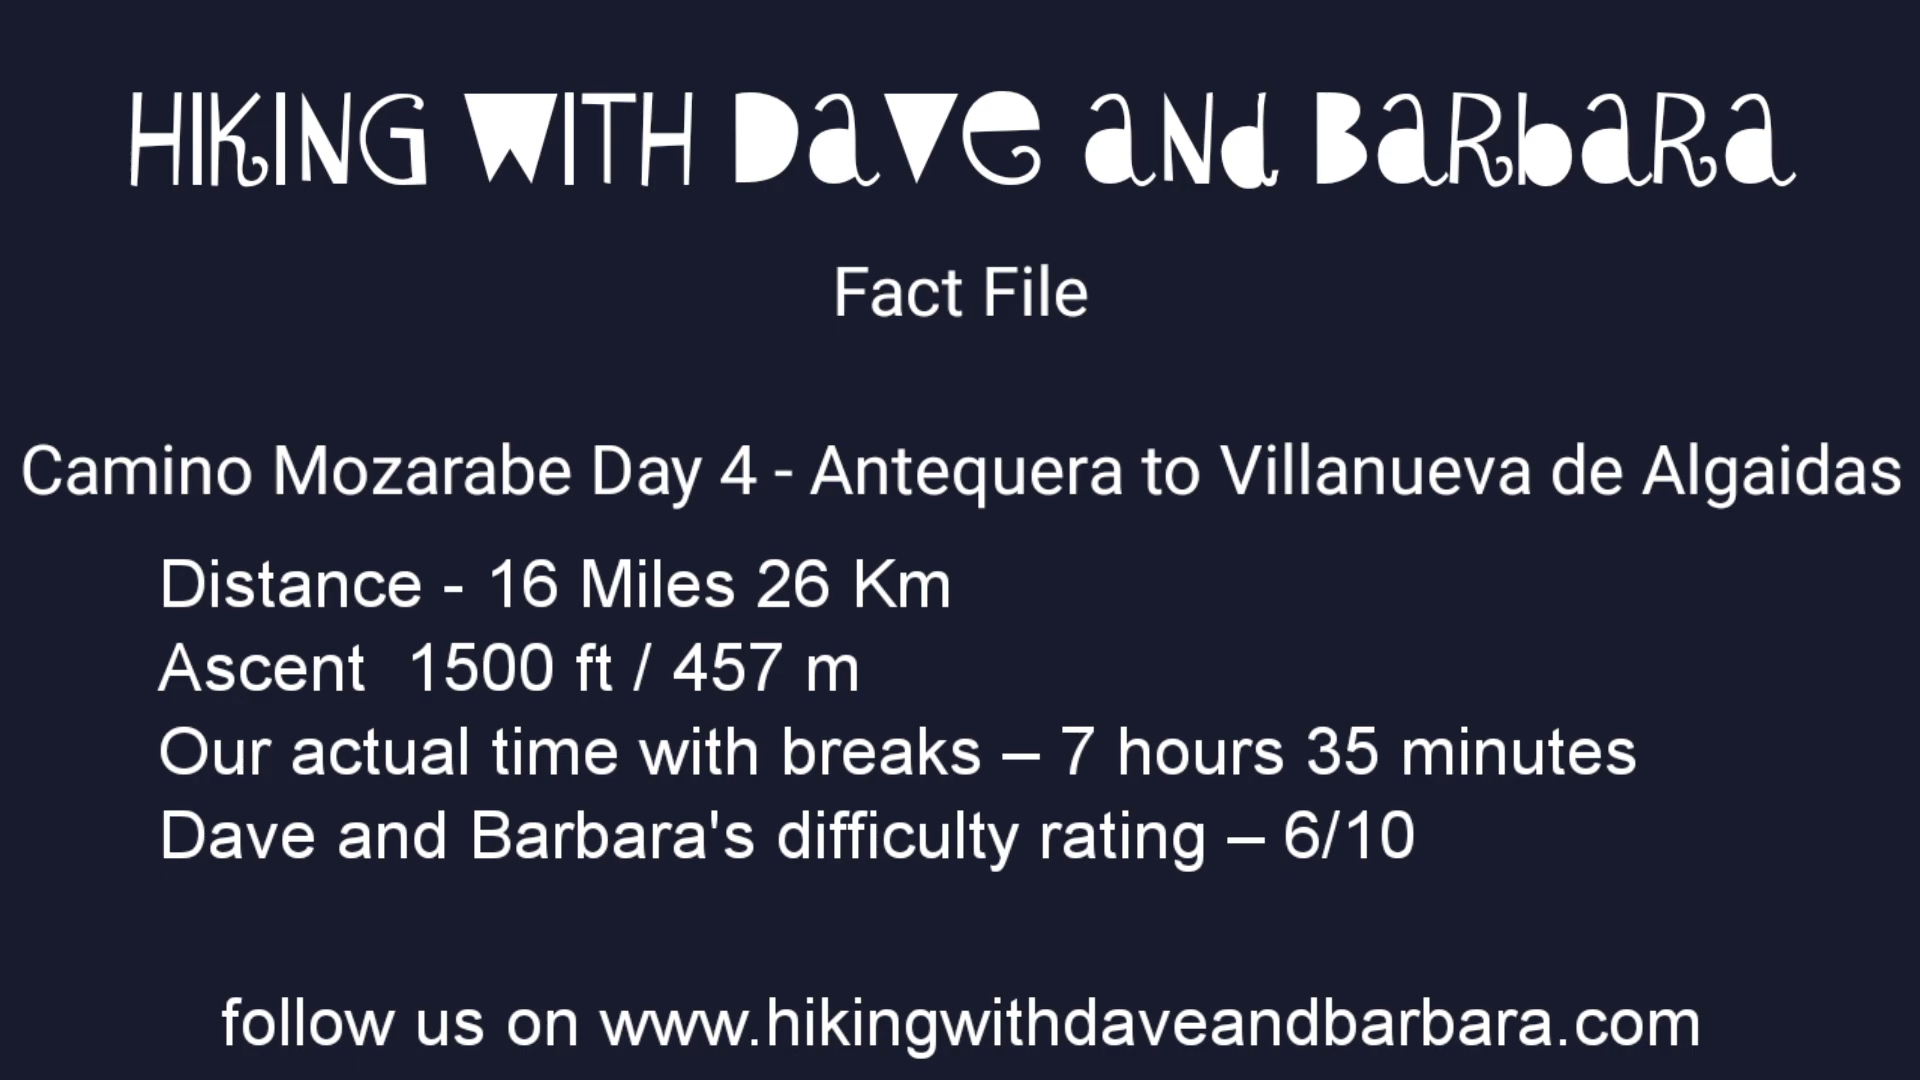 HIKING WITH Dave and Barbara
Fact File
Camino Mozarabe Day 4 - Antequera to Villanueva de Algaidas
Distance - 16 Miles 26 Km
Ascent  1500 ft / 457 m
Our actual time with breaks – 7 hours 35 minutes
Dave and Barbara's difficulty rating – 6/10
follow us on www.hikingwithdaveandbarbara.com